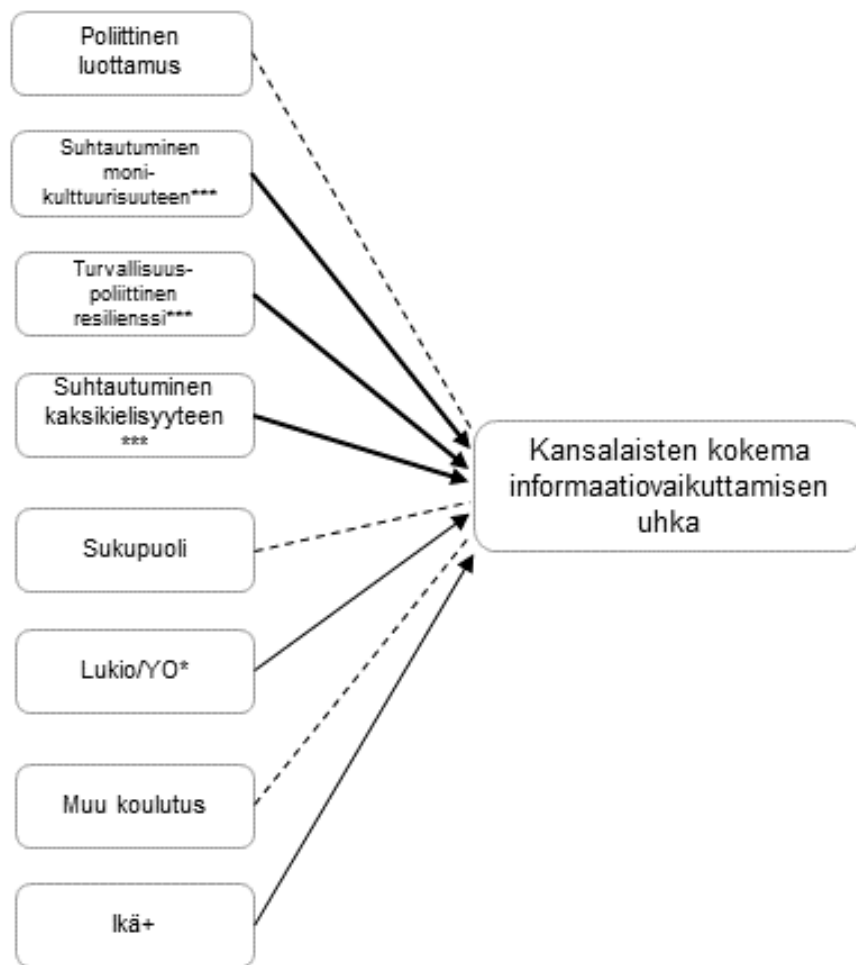 Poliittinen
luottamus
Suhtautuminen
moni-
kulttuurisuuteen***
Turvallisuus-
poliittinen
resilienssi***
Suhtautuminen
kaksikielisyyteen
***
Sukupuoli
Lukio/YO*
Muu koulutus
Ikä+
Kansalaisten kokema
informaatiovaikuttamisen
uhka